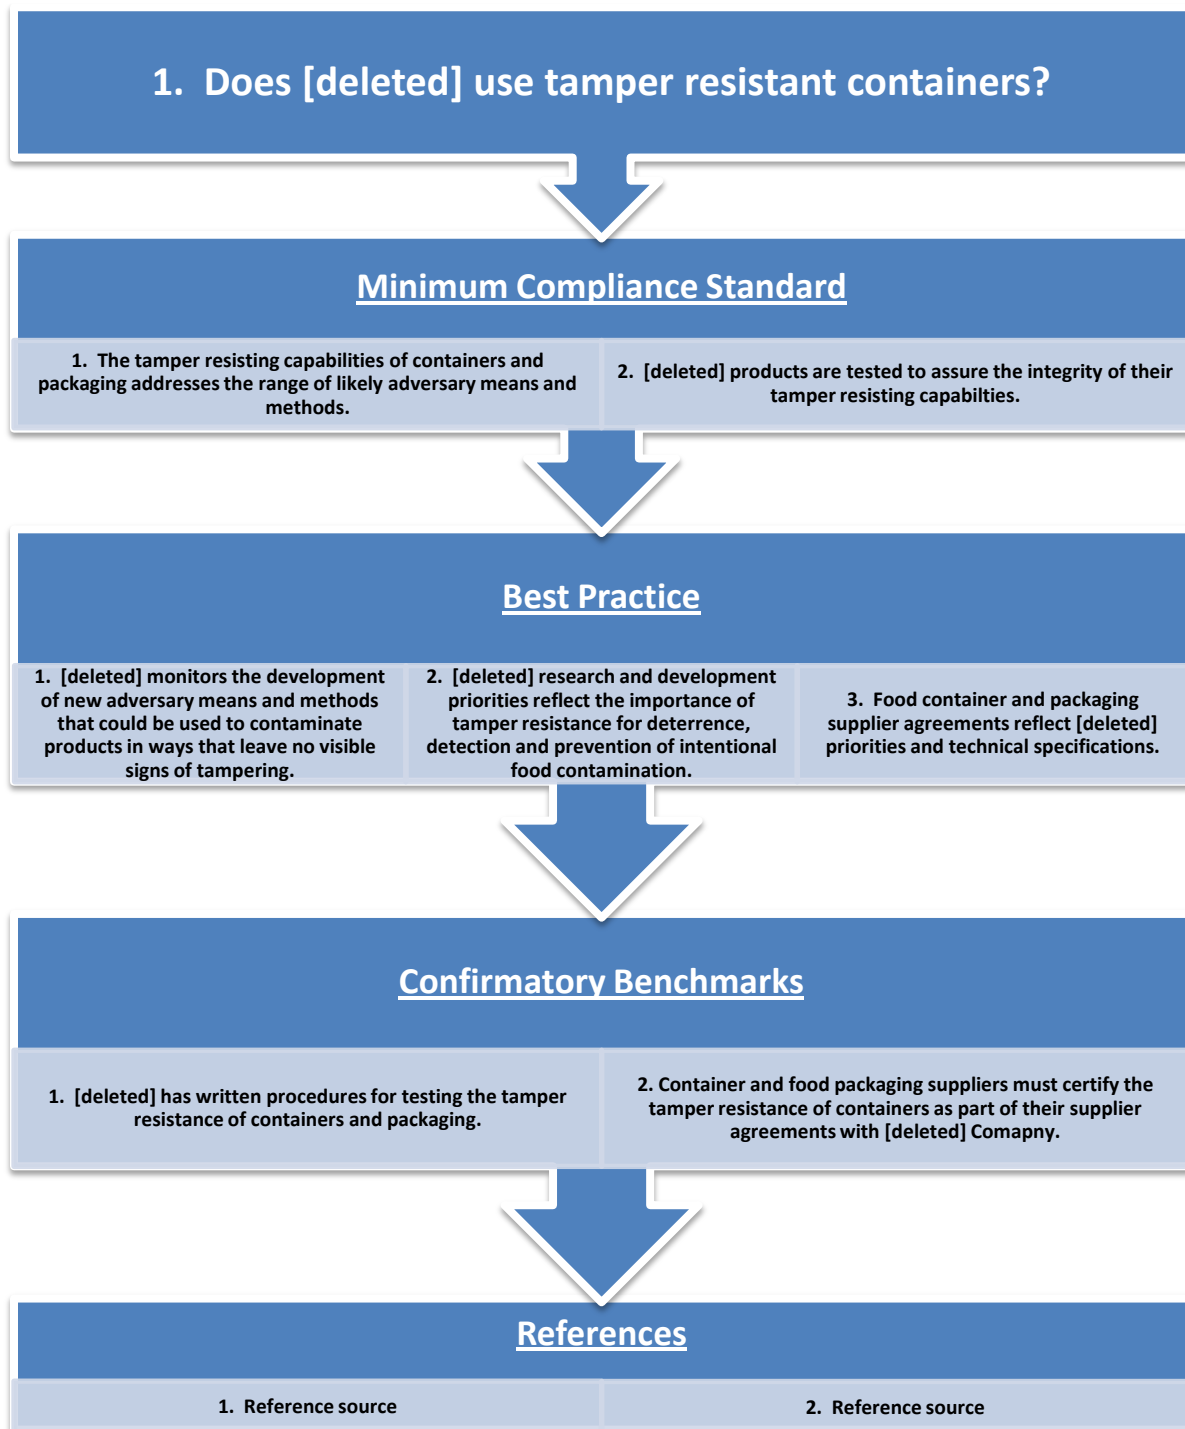 1. Does [deleted] use tamper resistant containers?
Minimum Compliance Standard
1. The tamper resisting capabilities of containers and
packaging addresses the range of likely adversary means and
methods.
2. [deleted] products are tested to assure the integrity of their
tamper resisting capabilties.
Best Practice
1. [deleted] monitors the development
of new adversary means and methods
that could be used to contaminate
products in ways that leave no visible
signs of tampering.
2. [deleted] research and development
priorities reflect the importance of
tamper resistance for deterrence,
detection and prevention of intentional
food contamination.
3. Food container and packaging
supplier agreements reflect [deleted]
priorities and technical specifications.
Confirmatory Benchmarks
1. [deleted] has written procedures for testing the tamper
resistance of containers and packaging.
2. Container and food packaging suppliers must certify the
tamper resistance of containers as part of their supplier
agreements with [deleted] Comapny.
References
1. Reference source
2. Reference source